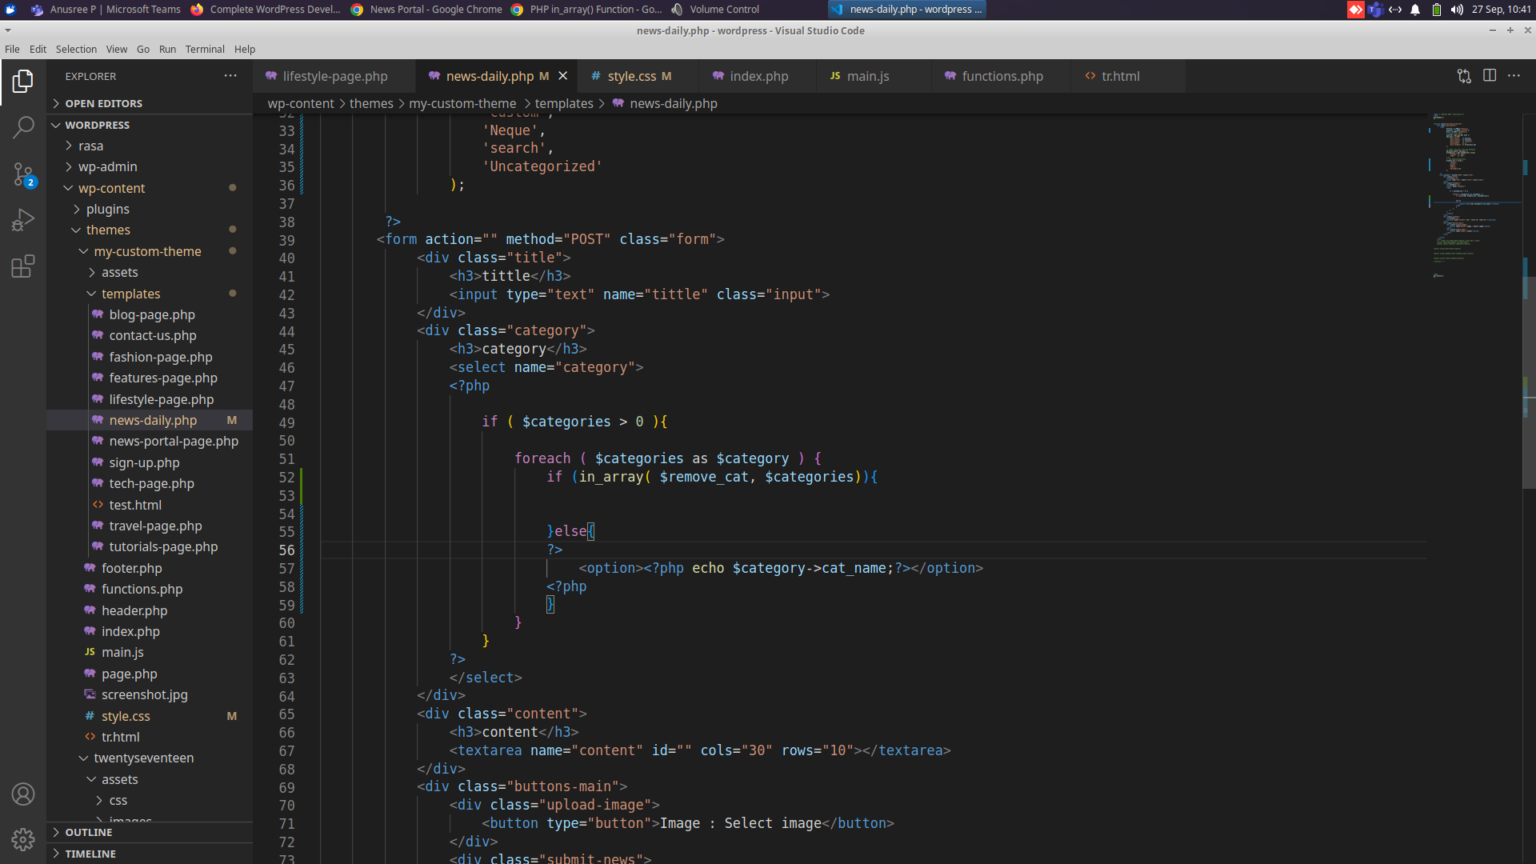 Anusree P | Microsoft Teams
Complete WordPress Devel...
News Portal - Google Chrome
PHP in_array() Function - Go...
Volume Control
news-daily.php - wordpress ...
27 Sep, 10:41
news-daily.php - wordpress - Visual Studio Code
File Edit Selection View Go Run Terminal Help
EXPLORER
lifestyle-page.php
news-daily.php M
# style.css M
index.php
JS main.js
functions.php
<> tr.html
wp-content > themes > my-custom-theme > templates > news-daily.php
OPEN EDITORS
WORDPRESS
rasa
wp-admin
wp-content
plugins
themes
my-custom-theme
assets
templates
blog-page.php
contact-us.php
fashion-page.php
features-page.php
lifestyle-page.php
news-daily.php M
news-portal-page.php
sign-up.php
tech-page.php
<> test.html
travel-page.php
tutorials-page.php
footer.php
functions.php
header.php
index.php
JS main.js
page.php
screenshot.jpg
# style.css M
<> tr.html
twentyseventeen
assets
css
images
OUTLINE
TIMELINE
2
32 'custom',
33 'Neque',
34 'search',
35 'Uncategorized'
36 );
37
38 ?>
39 <form action="" method="POST" class="form">
40 <div class="title">
41 <h3>tittle</h3>
42 <input type="text" name="tittle" class="input">
43 </div>
44 <div class="category">
45 <h3>category</h3>
46 <select name="category">
47 <?php
48
49 if ( $categories > 0 ){
50
51 foreach ( $categories as $category ) {
52 if (in_array( $remove_cat, $categories)){
53
54
55 }else{
56 ?>
57 <option><?php echo $category->cat_name;?></option>
58 <?php
59 }
60 }
61 }
62 ?>
63 </select>
64 </div>
65 <div class="content">
66 <h3>content</h3>
67 <textarea name="content" id="" cols="30" rows="10"></textarea>
68 </div>
69 <div class="buttons-main">
70 <div class="upload-image">
71 <button type="button">Image : Select image</button>
72 </div>
73 <div class="submit-news">